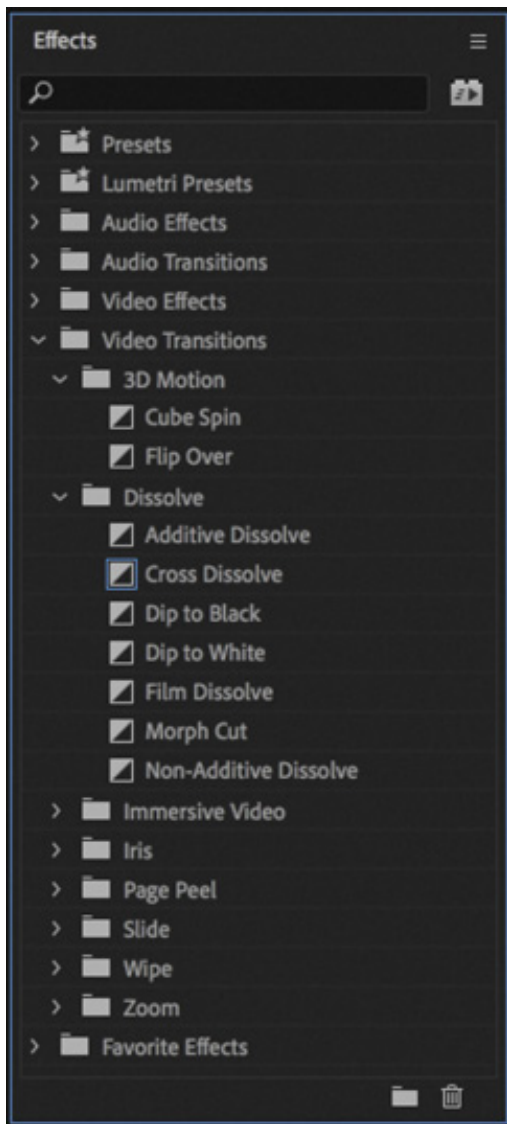 Effects
Presets
Lumetri Presets
Audio Effects
Audio Transitions
Video Effects
Video Transitions
3D Motion
Cube Spin
Flip Over
Dissolve
Additive Dissolve
Cross Dissolve
Dip to Black
Dip to White
Film Dissolve
Morph Cut
Non-Additive Dissolve
Immersive Video
Iris
Page Peel
Slide
Wipe
Zoom
Favorite Effects